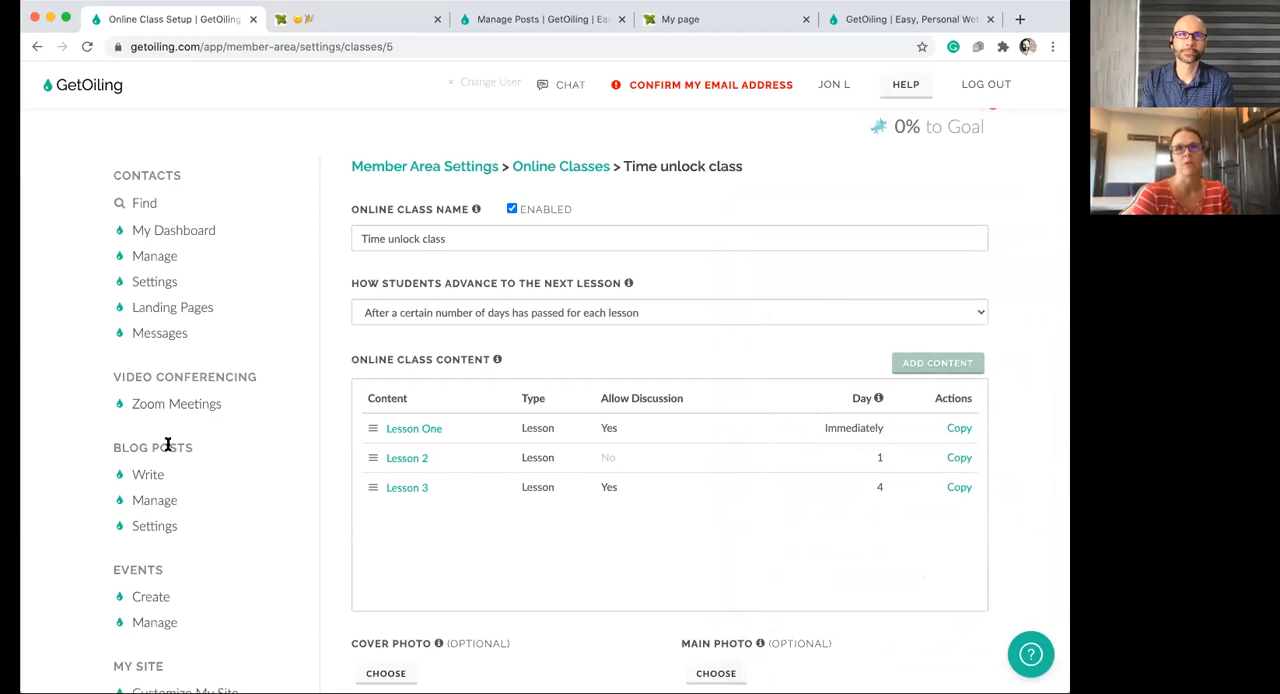 Online Class Setup | GetOiling
Manage Posts | GetOiling | Ea
My page
GetOiling | Easy, Personal We
getoiling.com/app/member-area/settings/classes/5
GetOiling
× Change User
CHAT
CONFIRM MY EMAIL ADDRESS
JON L
HELP
LOG OUT
0% to Goal
CONTACTS
Find
My Dashboard
Manage
Settings
Landing Pages
Messages
VIDEO CONFERENCING
Zoom Meetings
BLOG POSTS
Write
Manage
Settings
EVENTS
Create
Manage
MY SITE
Customize My Site
Member Area Settings > Online Classes > Time unlock class
ONLINE CLASS NAME
ENABLED
Time unlock class
HOW STUDENTS ADVANCE TO THE NEXT LESSON
After a certain number of days has passed for each lesson
ONLINE CLASS CONTENT
ADD CONTENT
Content Type Allow Discussion Day Actions
Lesson One Lesson Yes Immediately Copy
Lesson 2 Lesson No 1 Copy
Lesson 3 Lesson Yes 4 Copy
COVER PHOTO (OPTIONAL)
CHOOSE
MAIN PHOTO (OPTIONAL)
CHOOSE